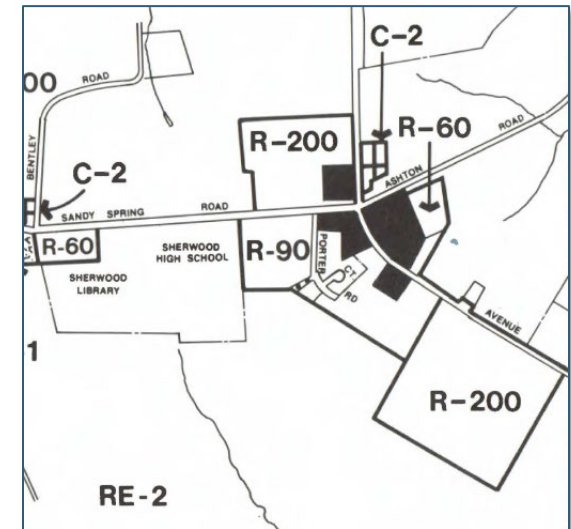 C-2
00
ROAD
R-200
R-60
ROAD
ASHTON
BENTLEY
C-2
SANDY SPRING ROAD
R-60
SHERWOOD
HIGH SCHOOL
R-90
PORTER
CT
RD
SHERWOOD
LIBRARY
AVENUE
1
R-200
RE-2